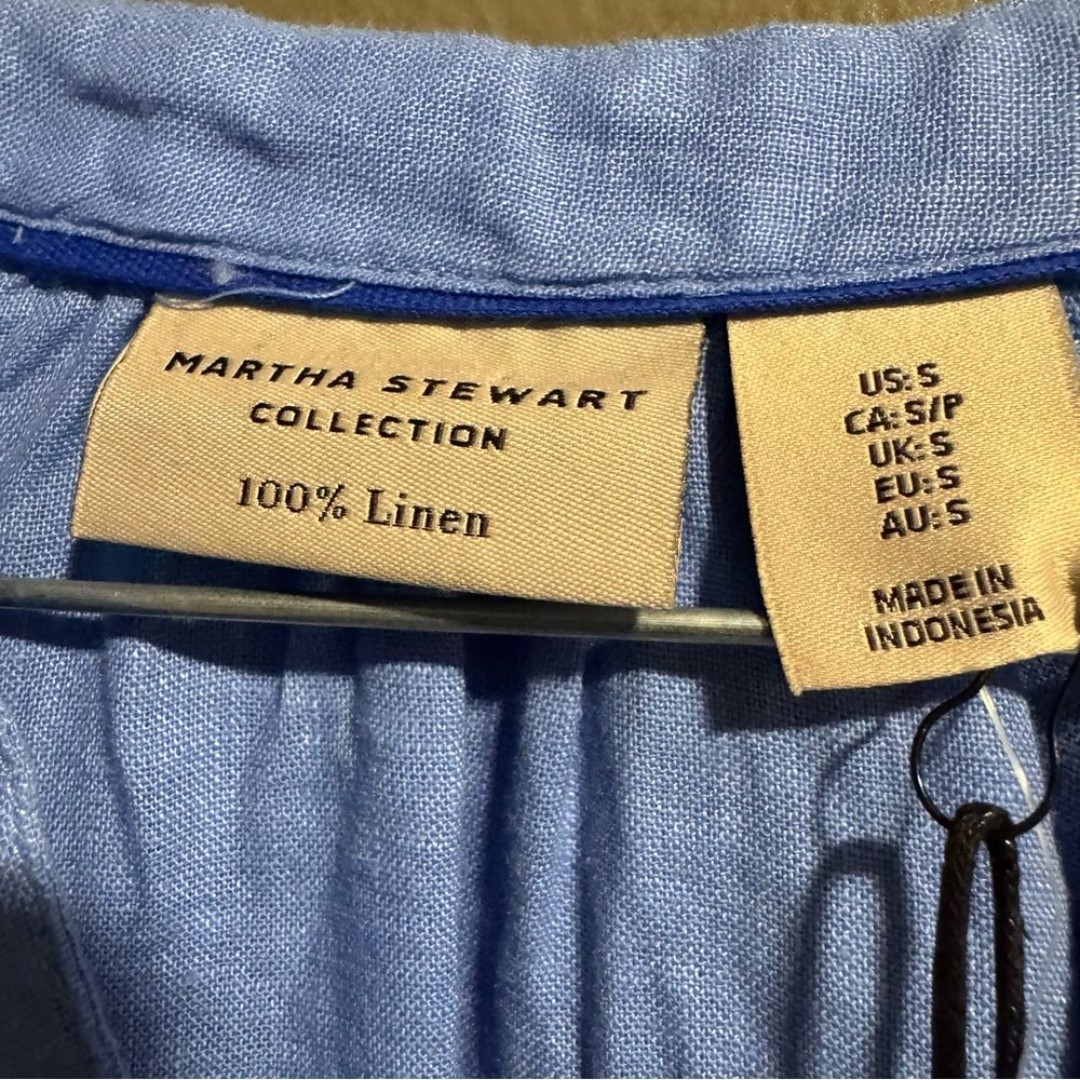 MARTHA STEWART
COLLECTION
100% Linen
US: S
CA: S/P
UK: S
EU: S
AU: S
MADE IN
INDONESIA